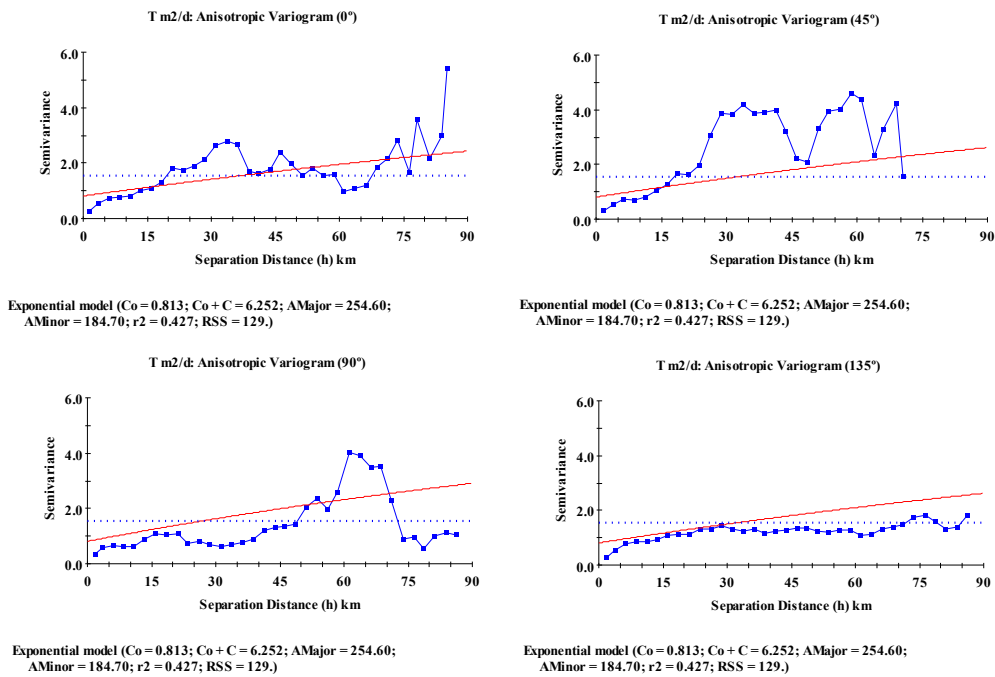 T m2/d: Anisotropic Variogram (0º)
6.0
4.0
2.0
0.0
Semivariance
0 15 30 45 60 75 90
Separation Distance (h) km
Exponential model (Co = 0.813; Co + C = 6.252; AMajor = 254.60;
AMinor = 184.70; r2 = 0.427; RSS = 129.)
T m2/d: Anisotropic Variogram (45º)
6.0
4.0
2.0
0.0
Semivariance
0 15 30 45 60 75 90
Separation Distance (h) km
Exponential model (Co = 0.813; Co + C = 6.252; AMajor = 254.60;
AMinor = 184.70; r2 = 0.427; RSS = 129.)
T m2/d: Anisotropic Variogram (90º)
6.0
4.0
2.0
0.0
Semivariance
0 15 30 45 60 75 90
Separation Distance (h) km
Exponential model (Co = 0.813; Co + C = 6.252; AMajor = 254.60;
AMinor = 184.70; r2 = 0.427; RSS = 129.)
T m2/d: Anisotropic Variogram (135º)
6.0
4.0
2.0
0.0
Semivariance
0 15 30 45 60 75 90
Separation Distance (h) km
Exponential model (Co = 0.813; Co + C = 6.252; AMajor = 254.60;
AMinor = 184.70; r2 = 0.427; RSS = 129.)